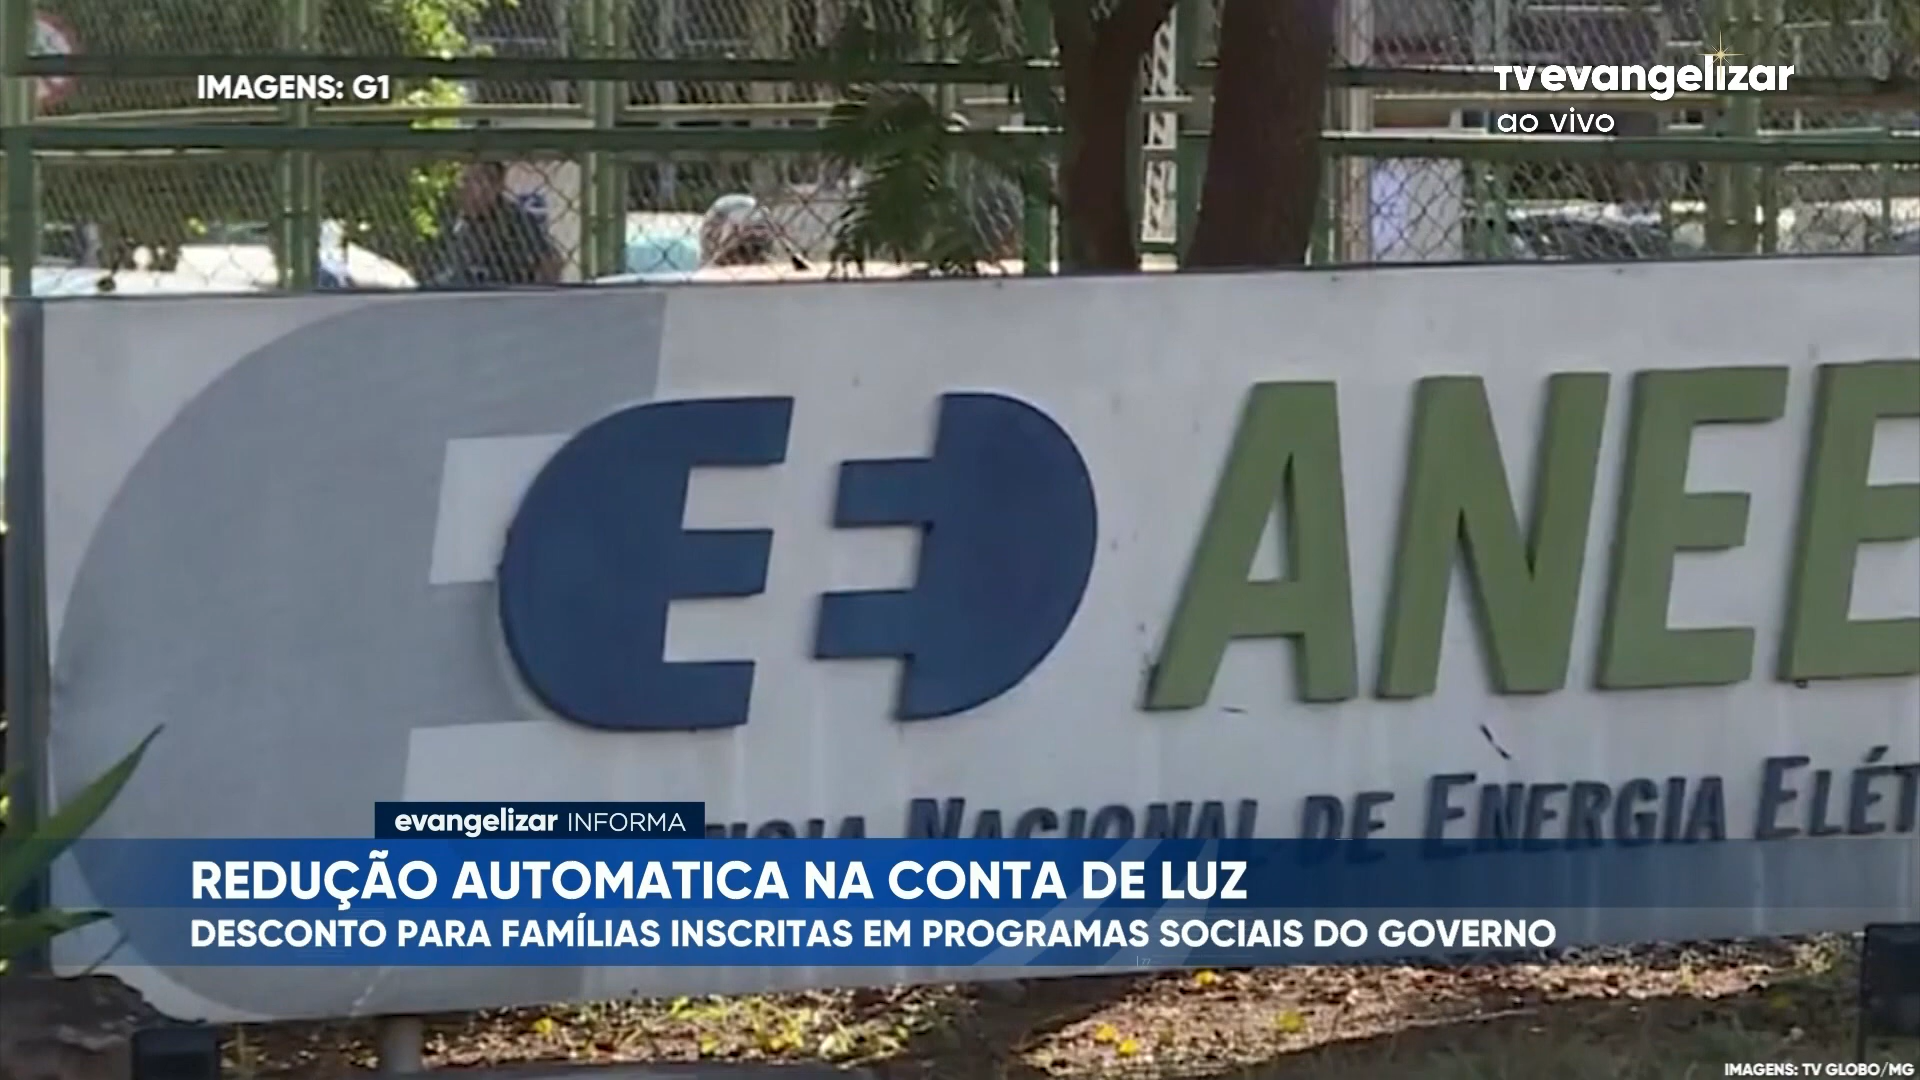 IMAGENS: G1
TVevangelizar
ao vivo
ANEE
NACIONAL DE ENERGIA ELÉT
evangelizar INFORMA
REDUÇÃO AUTOMATICA NA CONTA DE LUZ
DESCONTO PARA FAMÍLIAS INSCRITAS EM PROGRAMAS SOCIAIS DO GOVERNO
IMAGENS: TV GLOBO/MG